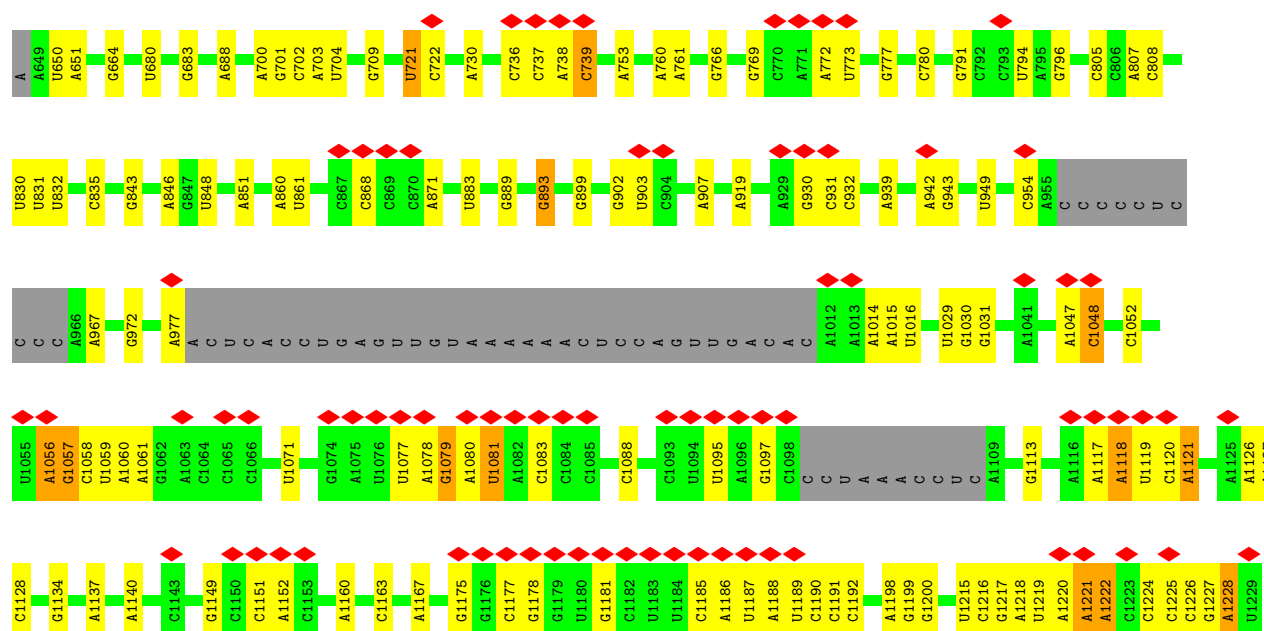 A A649 U650 A651 G664 U680 G683 A688 A700 G701 C702 A703 U704 G709 U721 C722 A730 C736 C737 A738 C739 A753 A760 A761 G766 G769 C770 A771 A772 U773 G777 C780 G791 C792 C793 U794 A795 G796 C805 C806 A807 C808
U830 U831 U832 C835 G843 A846 G847 U848 A851 A860 U861 C867 C868 C869 C870 A871 U883 G889 G893 G899 G902 U903 C904 A907 A919 A929 G930 C931 C932 A939 A942 G943 U949 C954 A955 C C C C C U C
C C C A966 A967 G972 A977 A C U C A C C U G A G U U G U A A A A A A C U C C A G U U G A C A C A1012 A1013 A1014 A1015 U1016 U1029 G1030 G1031 A1041 A1047 C1048 C1052
U1055 A1056 G1057 C1058 U1059 A1060 A1061 G1062 A1063 C1064 C1065 C1066 U1071 G1074 A1075 U1076 U1077 A1078 G1079 A1080 U1081 A1082 C1083 C1084 C1085 C1088 C1093 U1094 U1095 A1096 G1097 C1098 C C U A A A C C U C A1109 G1113 A1116 A1117 A1118 U1119 C1120 A1121 A1125 A1126
C1128 G1134 A1137 A1140 C1143 G1149 C1150 C1151 A1152 C1153 A1160 C1163 A1167 G1175 G1176 C1177 G1178 G1179 U1180 G1181 C1182 U1183 U1184 C1185 A1186 U1187 A1188 U1189 C1190 C1191 C1192 A1198 G1199 G1200 U1215 C1216 G1217 A1218 U1219 A1220 A1221 A1222 C1223 C1224 C1225 C1226 G1227 A1228 U1229